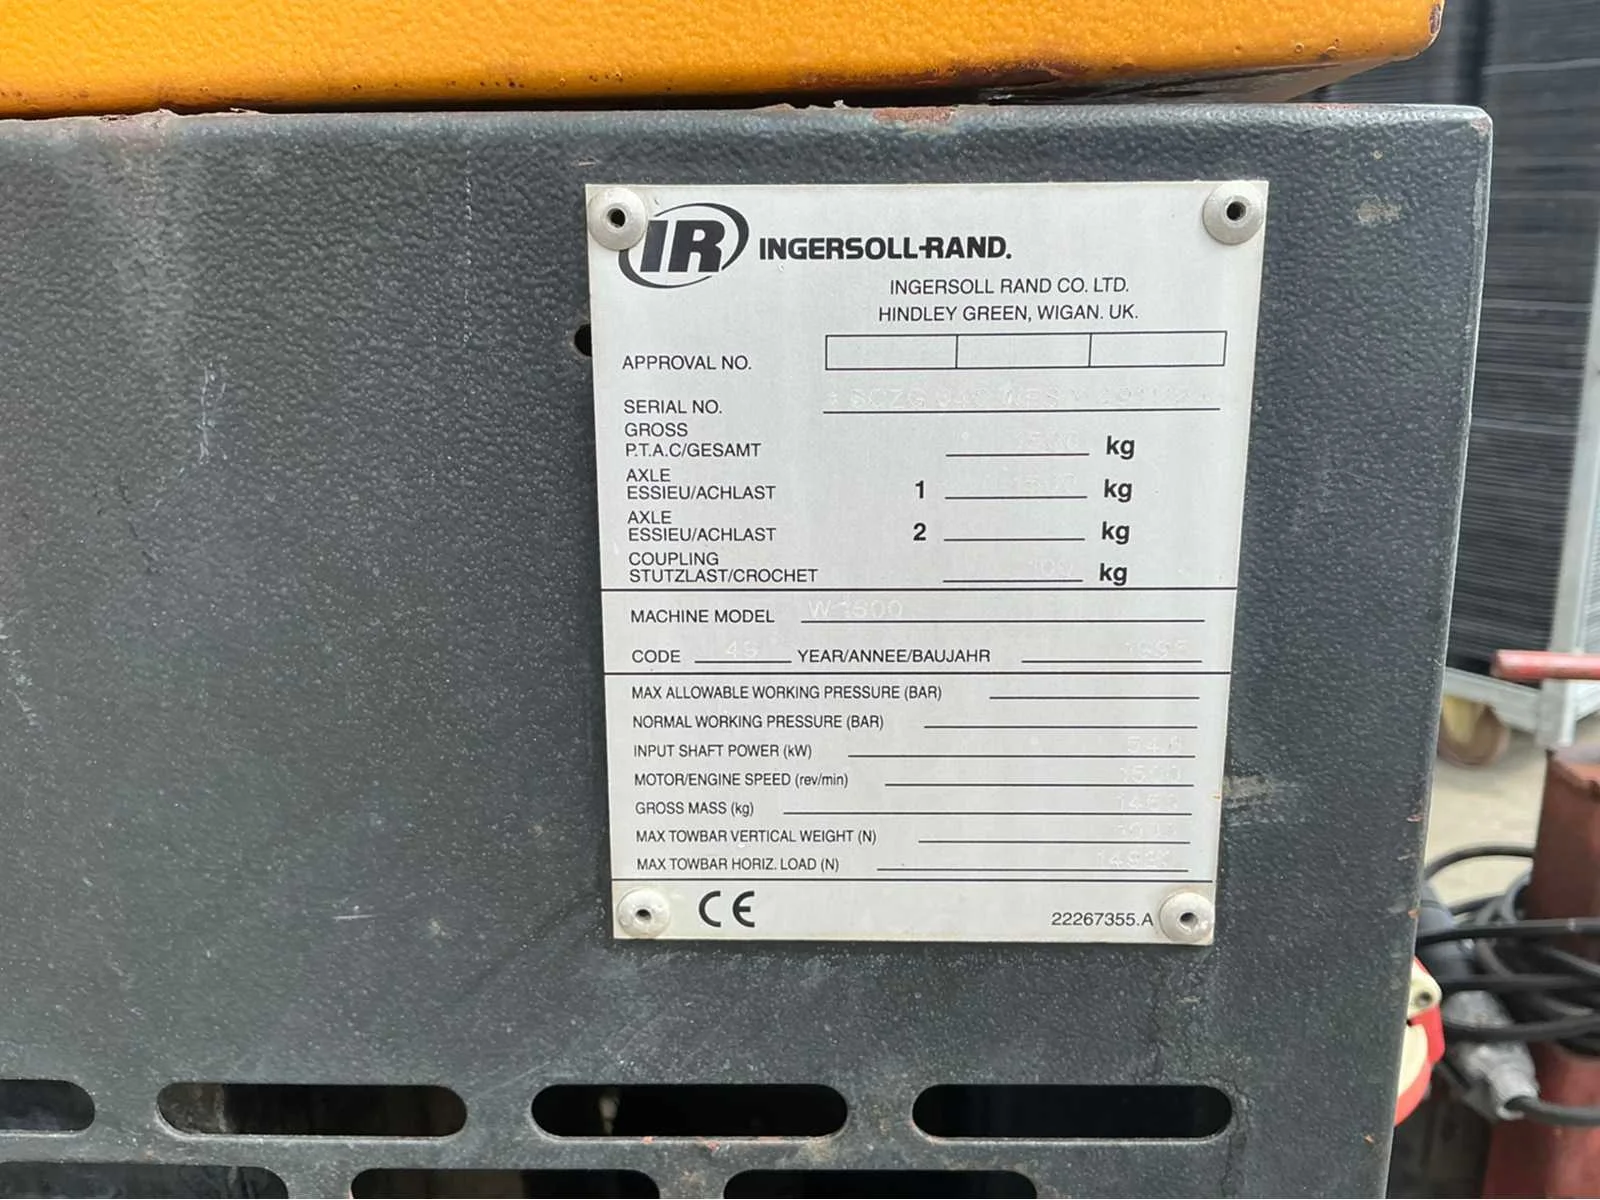 IR INGERSOLL-RAND.
INGERSOLL RAND CO. LTD.
HINDLEY GREEN, WIGAN. UK.
APPROVAL NO.
SERIAL NO.
GROSS
P.T.A.C/GESAMT kg
AXLE
ESSIEU/ACHLAST 1 kg
AXLE
ESSIEU/ACHLAST 2 kg
COUPLING
STUTZLAST/CROCHET 100 kg
MACHINE MODEL
CODE YEAR/ANNEE/BAUJAHR
MAX ALLOWABLE WORKING PRESSURE (BAR)
NORMAL WORKING PRESSURE (BAR)
INPUT SHAFT POWER (kW)
MOTOR/ENGINE SPEED (rev/min) 1500
GROSS MASS (kg)
MAX TOWBAR VERTICAL WEIGHT (N)
MAX TOWBAR HORIZ. LOAD (N)
CE 22267355.A